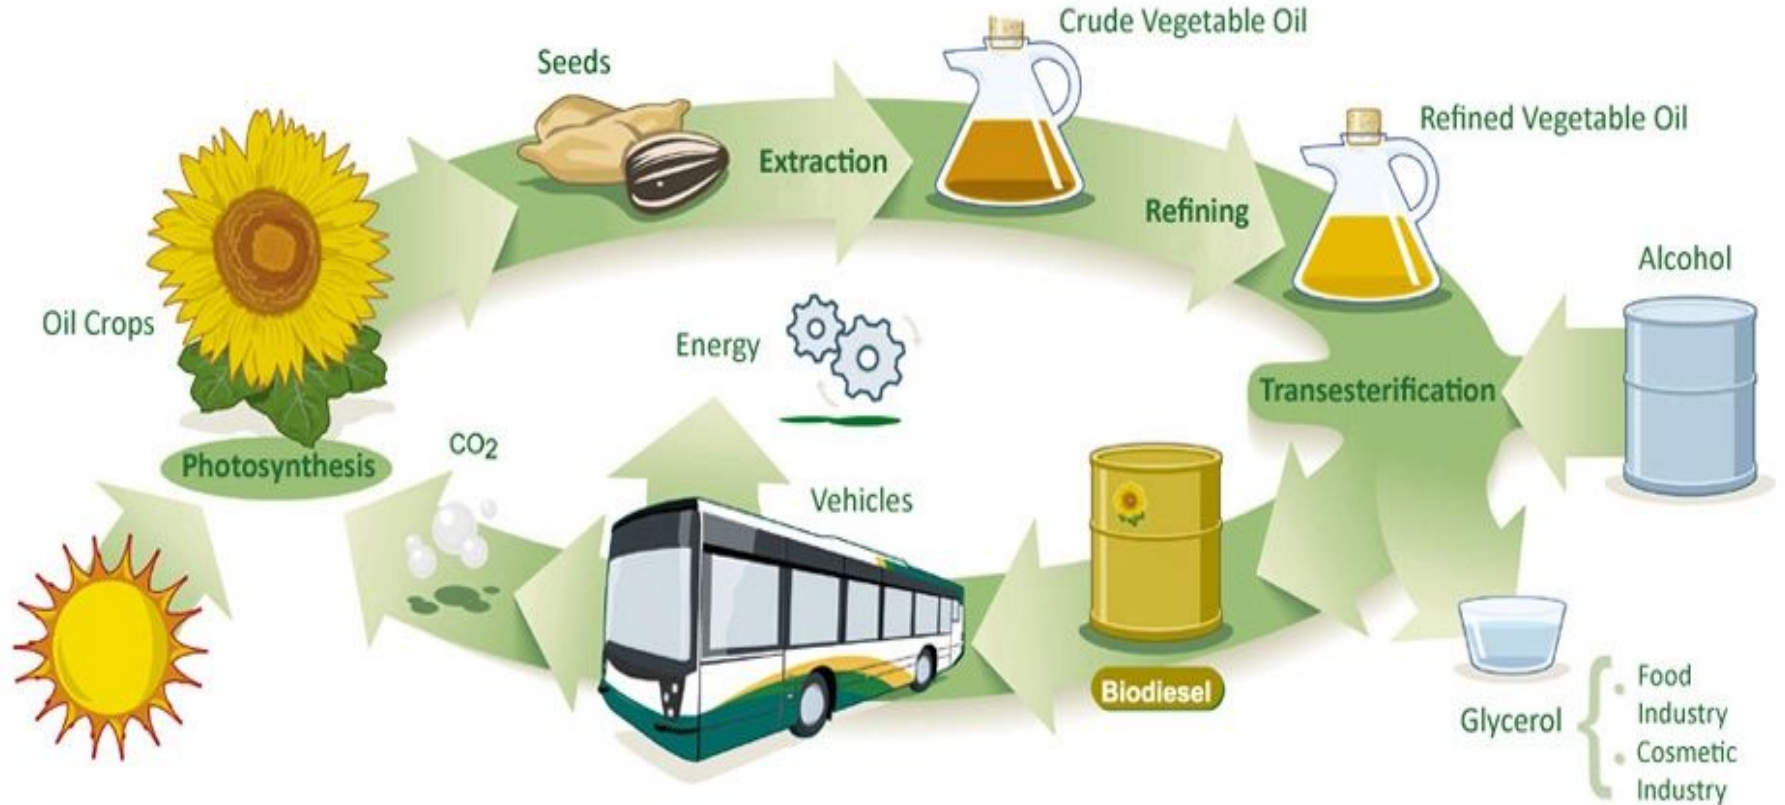 Crude Vegetable Oil
Seeds
Refined Vegetable Oil
Extraction
Refining
Alcohol
Oil Crops
Energy
Transesterification
CO2
Photosynthesis
Vehicles
Biodiesel
Glycerol
Food
Industry
Cosmetic
Industry